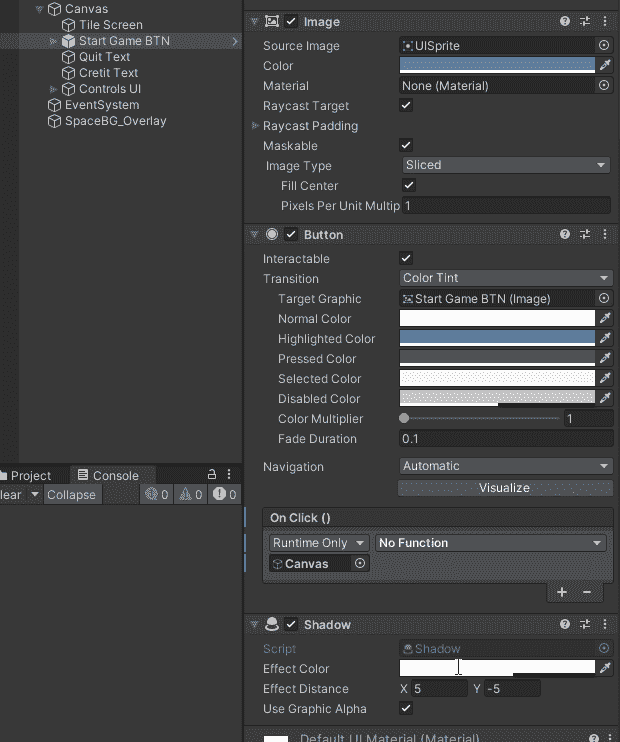 Canvas
Tile Screen
Start Game BTN
Quit Text
Cretit Text
Controls UI
EventSystem
SpaceBG_Overlay
Project
Console
lear
Collapse
0
0
0
Image
Source Image
UISprite
Color
Material
None (Material)
Raycast Target
Raycast Padding
Maskable
Image Type
Sliced
Fill Center
Pixels Per Unit Multip
1
Button
Interactable
Transition
Color Tint
Target Graphic
Start Game BTN (Image)
Normal Color
Highlighted Color
Pressed Color
Selected Color
Disabled Color
Color Multiplier
1
Fade Duration
0.1
Navigation
Automatic
Visualize
On Click ()
Runtime Only
No Function
Canvas
Shadow
Script
Shadow
Effect Color
Effect Distance
X 5
Y -5
Use Graphic Alpha
Default UI Material (Material)